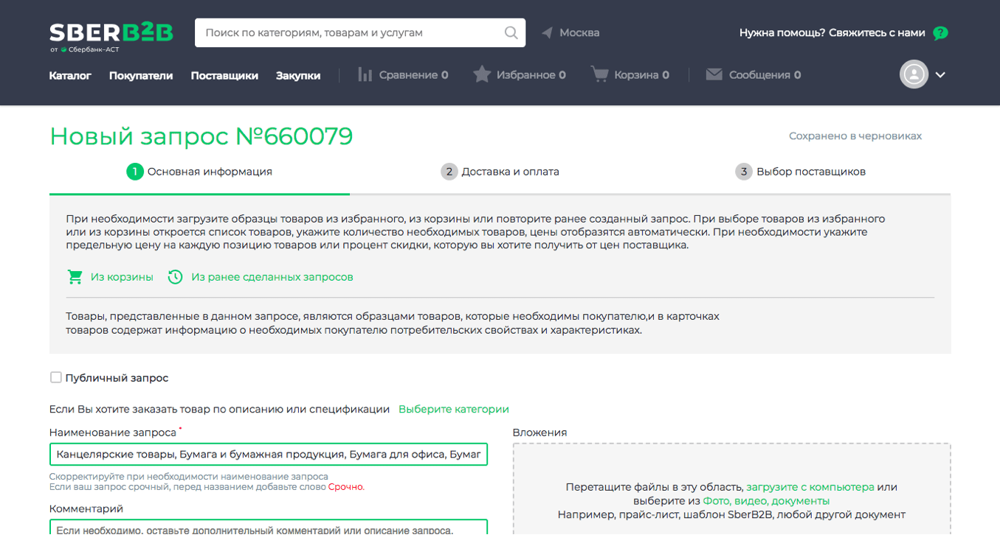 SBERB2B
от Сбербанк-АСТ
Поиск по категориям, товарам и услугам
Москва
Нужна помощь? Свяжитесь с нами ?
Каталог Покупатели Поставщики Закупки Сравнение 0 Избранное 0 Корзина 0 Сообщения 0
Новый запрос №660079
Сохранено в черновиках
1 Основная информация
2 Доставка и оплата
3 Выбор поставщиков
При необходимости загрузите образцы товаров из избранного, из корзины или повторите ранее созданный запрос. При выборе товаров из избранного
или из корзины откроется список товаров, укажите количество необходимых товаров, цены отобразятся автоматически. При необходимости укажите
предельную цену на каждую позицию товаров или процент скидки, которую вы хотите получить от цен поставщика.
Из корзины Из ранее сделанных запросов
Товары, представленные в данном запросе, являются образцами товаров, которые необходимы покупателю,и в карточках
товаров содержат информацию о необходимых покупателю потребительских свойствах и характеристиках.
Публичный запрос
Если Вы хотите заказать товар по описанию или спецификации Выберите категории
Наименование запроса *
Канцелярские товары, Бумага и бумажная продукция, Бумага для офиса, Бумаг
Скорректируйте при необходимости наименование запроса
Если ваш запрос срочный, перед названием добавьте слово Срочно.
Комментарий
Если необходимо, оставьте дополнительный комментарий или описание запроса.
Вложения
Перетащите файлы в эту область, загрузите с компьютера или
выберите из Фото, видео, документы
Например, прайс-лист, шаблон SberB2B, любой другой документ